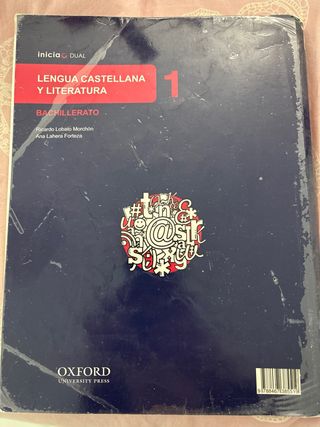 inicia DUAL
LENGUA CASTELLANA
Y LITERATURA
1
BACHILLERATO
Ricardo Lobato Morchón
Ana Lahera Forteza
OXFORD
UNIVERSITY PRESS